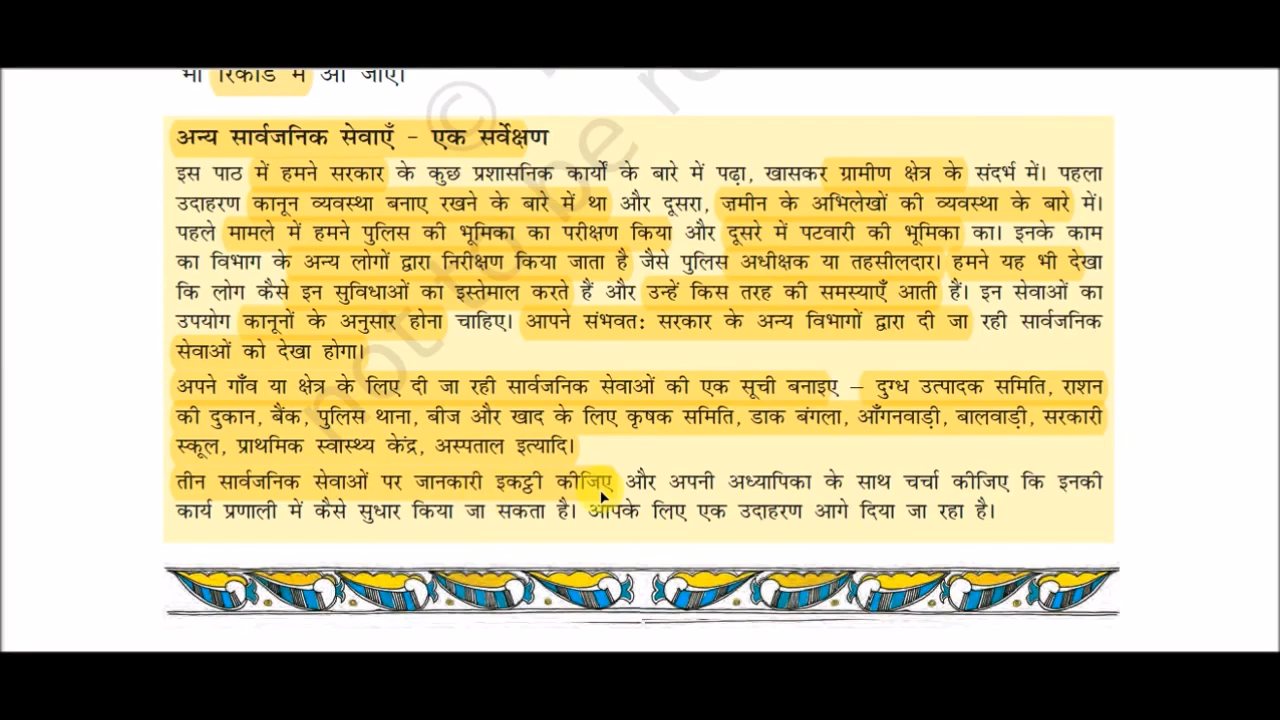 भी रिकॉर्ड में आ जाए।
अन्य सार्वजनिक सेवाएँ - एक सर्वेक्षण
इस पाठ में हमने सरकार के कुछ प्रशासनिक कार्यों के बारे में पढ़ा, खासकर ग्रामीण क्षेत्र के संदर्भ में। पहला
उदाहरण कानून व्यवस्था बनाए रखने के बारे में था और दूसरा, ज़मीन के अभिलेखों की व्यवस्था के बारे में।
पहले मामले में हमने पुलिस की भूमिका का परीक्षण किया और दूसरे में पटवारी की भूमिका का। इनके काम
का विभाग के अन्य लोगों द्वारा निरीक्षण किया जाता है जैसे पुलिस अधीक्षक या तहसीलदार। हमने यह भी देखा
कि लोग कैसे इन सुविधाओं का इस्तेमाल करते हैं और उन्हें किस तरह की समस्याएँ आती हैं। इन सेवाओं का
उपयोग कानूनों के अनुसार होना चाहिए। आपने संभवत: सरकार के अन्य विभागों द्वारा दी जा रही सार्वजनिक
सेवाओं को देखा होगा।
अपने गाँव या क्षेत्र के लिए दी जा रही सार्वजनिक सेवाओं की एक सूची बनाइए – दुग्ध उत्पादक समिति, राशन
की दुकान, बैंक, पुलिस थाना, बीज और खाद के लिए कृषक समिति, डाक बंगला, आँगनवाड़ी, बालवाड़ी, सरकारी
स्कूल, प्राथमिक स्वास्थ्य केंद्र, अस्पताल इत्यादि।
तीन सार्वजनिक सेवाओं पर जानकारी इकट्ठी कीजिए और अपनी अध्यापिका के साथ चर्चा कीजिए कि इनकी
कार्य प्रणाली में कैसे सुधार किया जा सकता है। आपके लिए एक उदाहरण आगे दिया जा रहा है।
not to be re
©